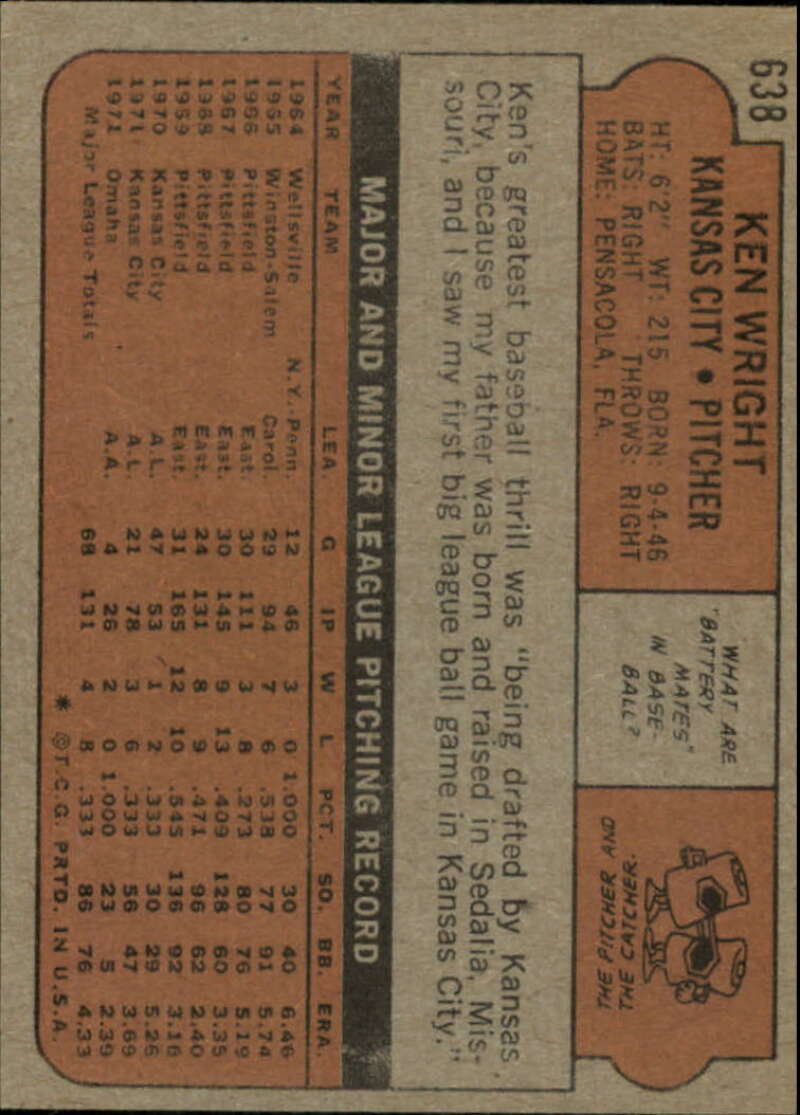 638
KEN WRIGHT
KANSAS CITY • PITCHER
HT: 6'2" WT: 215 BORN: 9-4-46
BATS: RIGHT THROWS: RIGHT
HOME: PENSACOLA, FLA.
WHAT ARE
"BATTERY
MATES"
IN BASE-
BALL?
THE PITCHER AND
THE CATCHER.
Ken's greatest baseball thrill was "being drafted by Kansas
City, because my father was born and raised in Sedalia, Mis-
souri, and I saw my first big league ball game in Kansas City."
MAJOR AND MINOR LEAGUE PITCHING RECORD
YEAR TEAM LEA. G IP W L PCT. SO. BB. ERA.
1964 Wellsville N.Y.-Penn. 12 46 3 0 1.000 30 40 6.46
1965 Winston-Salem Carol. 29 94 7 6 .538 77 91 5.74
1966 Pittsfield East. 30 111 3 8 .273 80 76 5.19
1967 Pittsfield East. 30 145 9 13 .409 128 60 3.35
1968 Pittsfield East. 24 131 8 9 .471 96 62 2.40
1969 Pittsfield East. 31 165 12 10 .545 136 92 3.16
1970 Kansas City A.L. 47 53 1 2 .333 30 29 5.26
1971 Kansas City A.L. 21 78 3 6 .333 56 47 3.69
1971 Omaha A.A. 4 26 2 0 1.000 23 5 2.39
Major League Totals 68 131 4 8 .333 86 76 4.33
* ©T.C.G. PRTD. IN U.S.A.